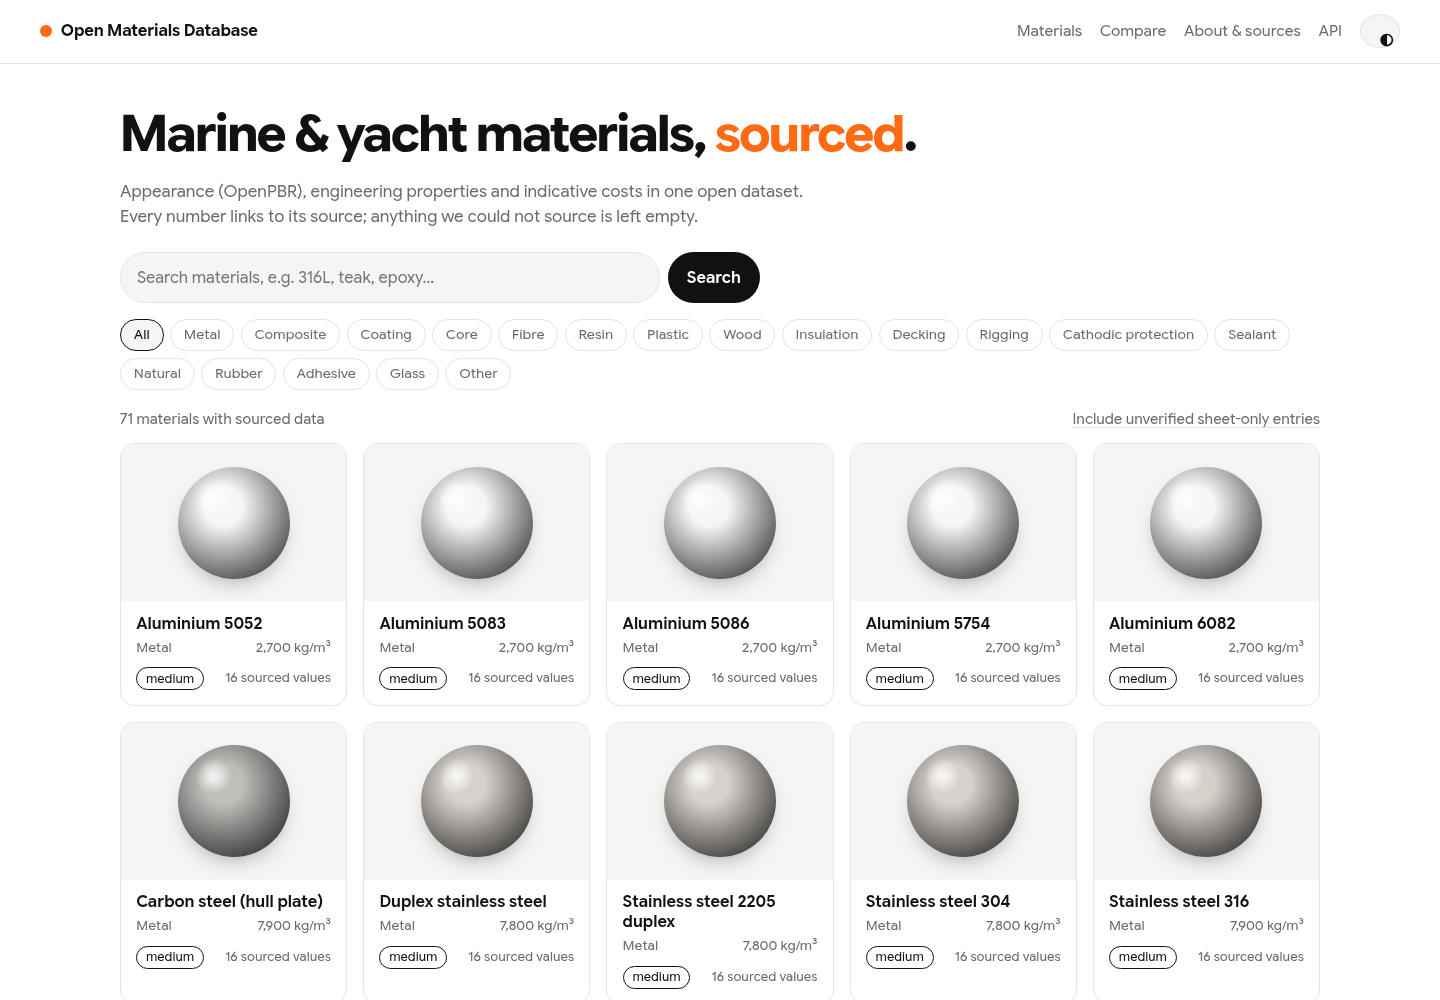 Open Materials Database
Materials Compare About & sources API
Marine & yacht materials, sourced.
Appearance (OpenPBR), engineering properties and indicative costs in one open dataset.
Every number links to its source; anything we could not source is left empty.
Search materials, e.g. 316L, teak, epoxy...
Search
All Metal Composite Coating Core Fibre Resin Plastic Wood Insulation Decking Rigging Cathodic protection Sealant
Natural Rubber Adhesive Glass Other
71 materials with sourced data
Include unverified sheet-only entries
Aluminium 5052
Metal 2,700 kg/m³
medium 16 sourced values
Aluminium 5083
Metal 2,700 kg/m³
medium 16 sourced values
Aluminium 5086
Metal 2,700 kg/m³
medium 16 sourced values
Aluminium 5754
Metal 2,700 kg/m³
medium 16 sourced values
Aluminium 6082
Metal 2,700 kg/m³
medium 16 sourced values
Carbon steel (hull plate)
Metal 7,900 kg/m³
medium 16 sourced values
Duplex stainless steel
Metal 7,800 kg/m³
medium 16 sourced values
Stainless steel 2205
duplex
Metal 7,800 kg/m³
medium 16 sourced values
Stainless steel 304
Metal 7,800 kg/m³
medium 16 sourced values
Stainless steel 316
Metal 7,900 kg/m³
medium 16 sourced values